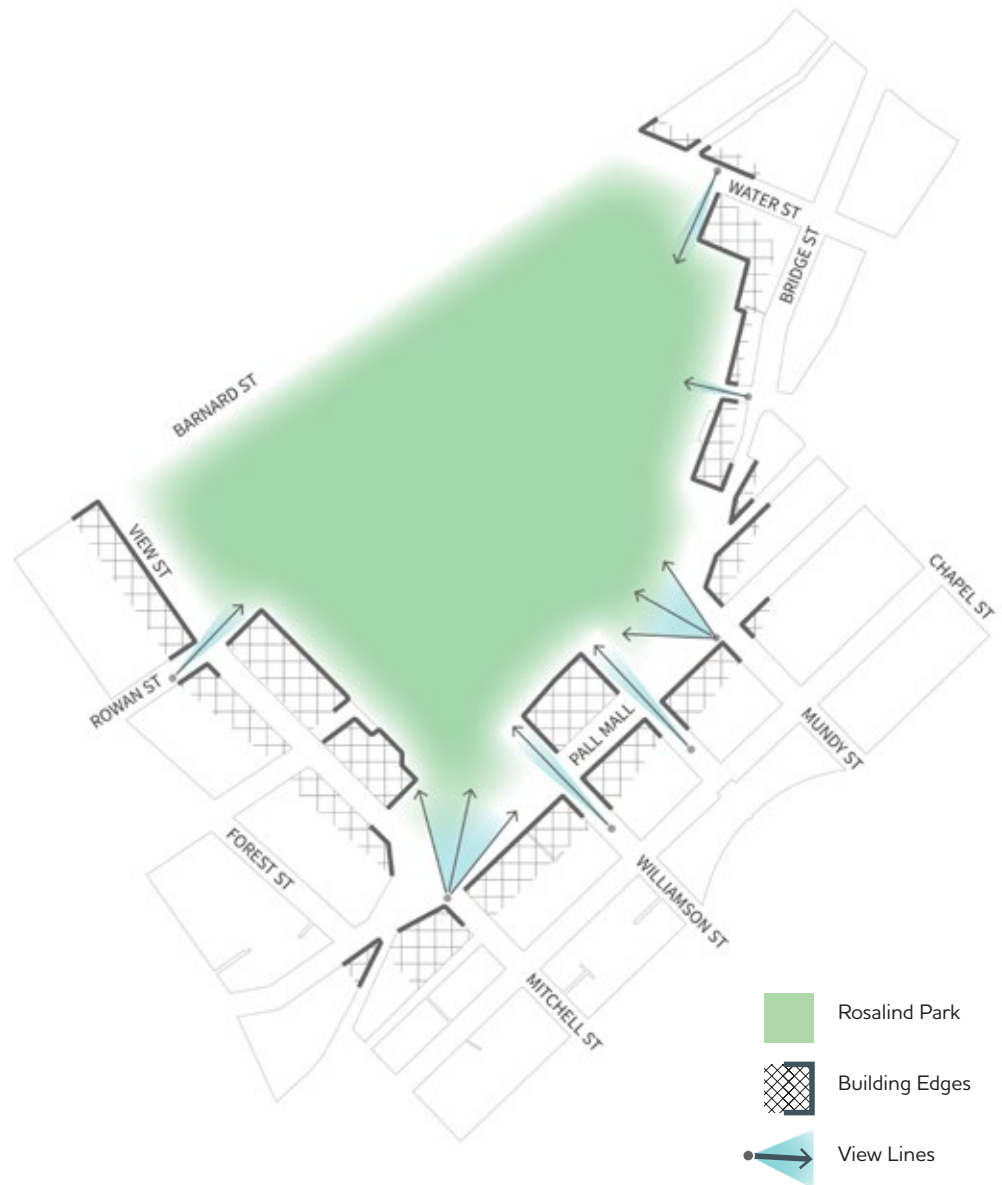 WATER ST
BRIDGE ST
BARNARD ST
VIEW ST
CHAPEL ST
ROWAN ST
PALL MALL
MUNDY ST
FOREST ST
WILLIAMSON ST
MITCHELL ST
Rosalind Park
Building Edges
View Lines